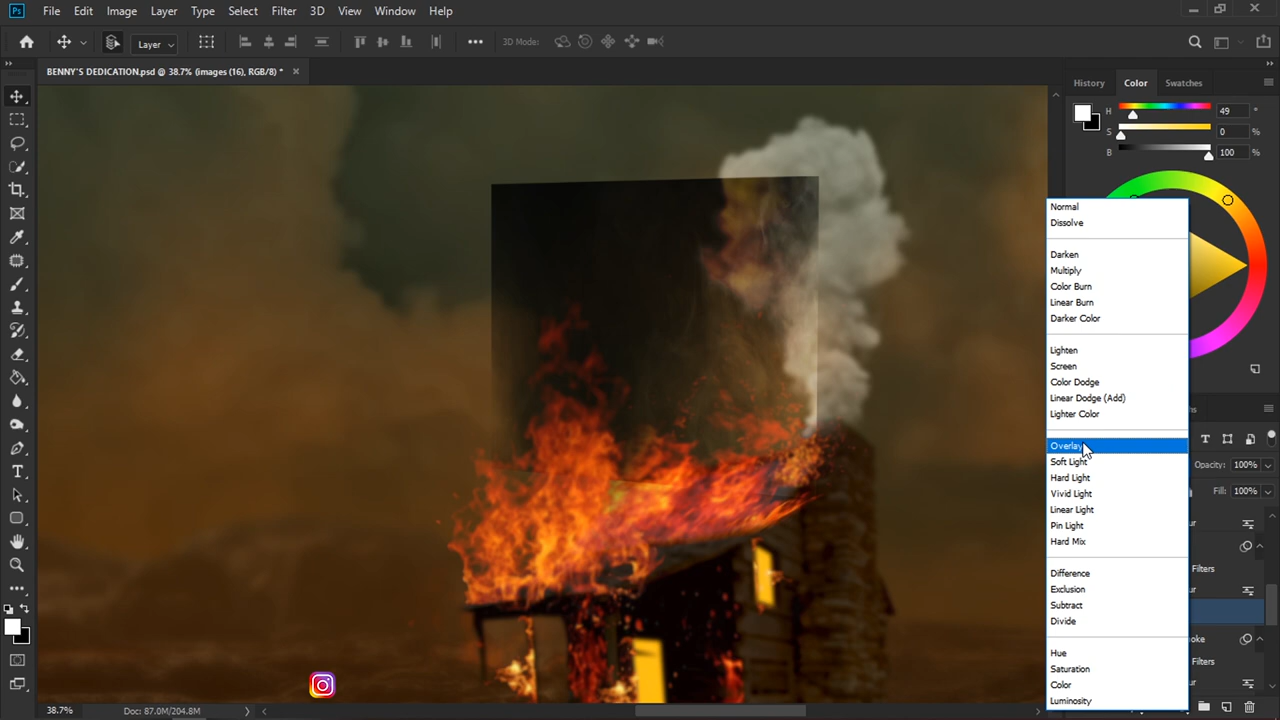 Ps File Edit Image Layer Type Select Filter 3D View Window Help
Layer 3D Mode:
BENNY'S DEDICATION.psd @ 38.7% (images (16), RGB/8) *
History Color Swatches
H 49 °
S 0 %
B 100 %
Normal
Dissolve
Darken
Multiply
Color Burn
Linear Burn
Darker Color
Lighten
Screen
Color Dodge
Linear Dodge (Add)
Lighter Color
Overlay
Soft Light
Hard Light
Vivid Light
Linear Light
Pin Light
Hard Mix
Difference
Exclusion
Subtract
Divide
Hue
Saturation
Color
Luminosity
Opacity: 100%
Fill: 100%
Filters
Filters
38.7% Doc: 87.0M/204.8M